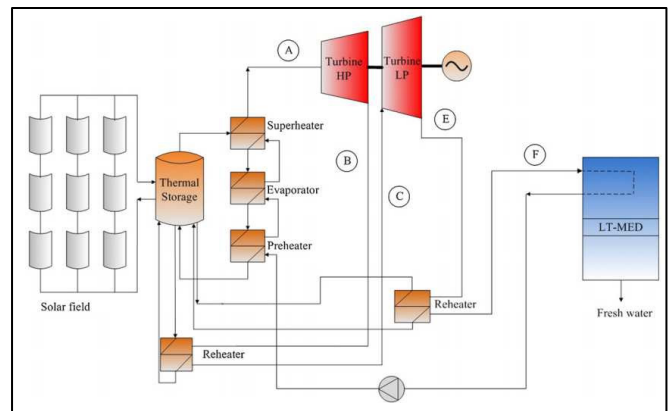 A
Turbine
HP
Turbine
LP
E
Superheater
B
F
Thermal
Storage
Evaporator
C
LT-MED
Preheater
Solar field
Reheater
Fresh water
Reheater